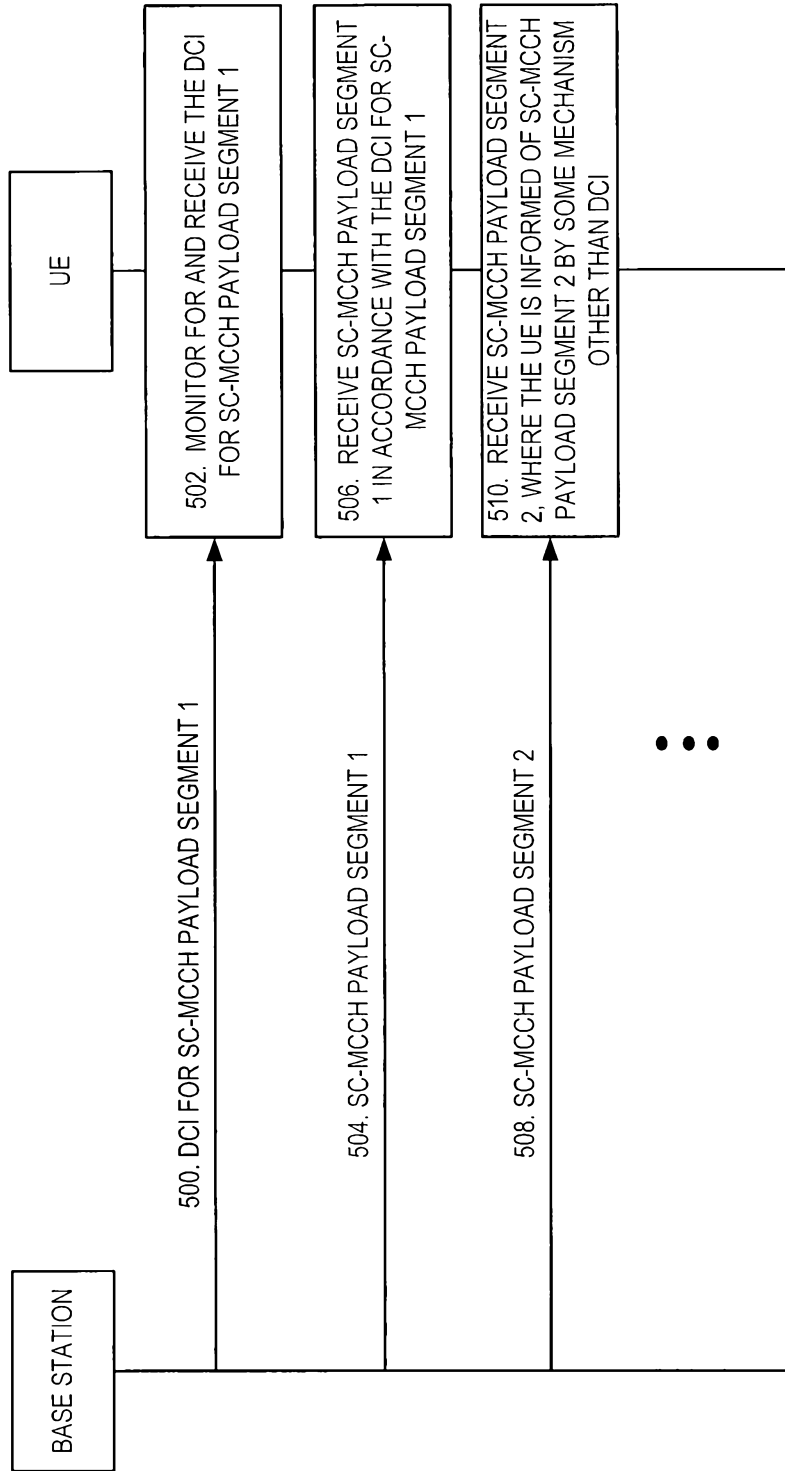 BASE STATION
UE
500. DCI FOR SC-MCCH PAYLOAD SEGMENT 1
502. MONITOR FOR AND RECEIVE THE DCI
FOR SC-MCCH PAYLOAD SEGMENT 1
504. SC-MCCH PAYLOAD SEGMENT 1
506. RECEIVE SC-MCCH PAYLOAD SEGMENT
1 IN ACCORDANCE WITH THE DCI FOR SC-
MCCH PAYLOAD SEGMENT 1
508. SC-MCCH PAYLOAD SEGMENT 2
510. RECEIVE SC-MCCH PAYLOAD SEGMENT
2, WHERE THE UE IS INFORMED OF SC-MCCH
PAYLOAD SEGMENT 2 BY SOME MECHANISM
OTHER THAN DCI